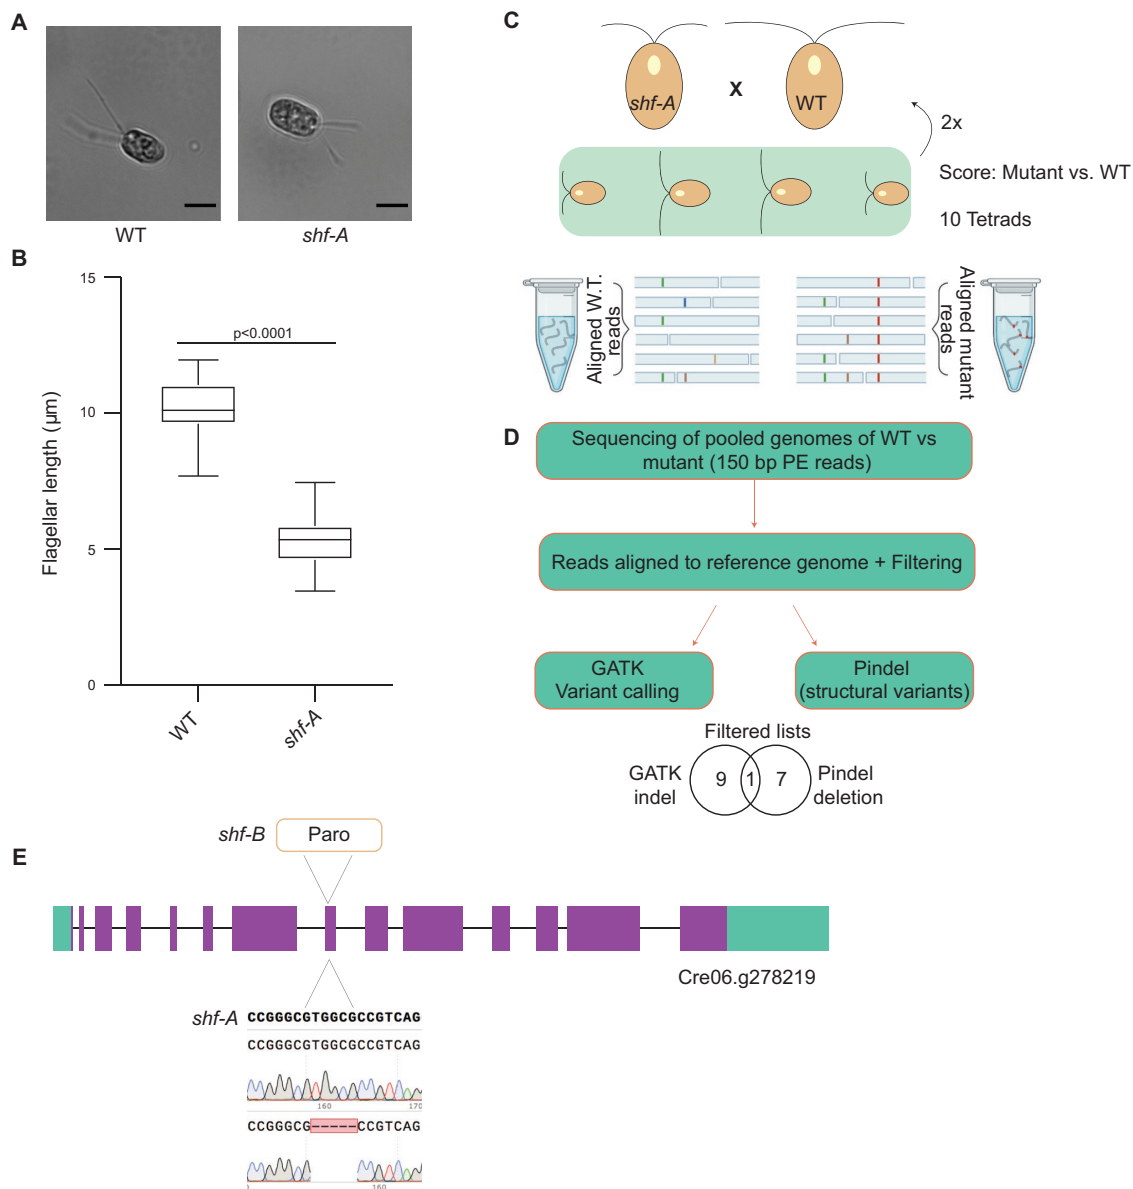 A
WT
shf-A
B
15
10
5
0
p<0.0001
Flagellar length (μm)
WT
shf-A
C
shf-A
X
WT
2x
Score: Mutant vs. WT
10 Tetrads
Aligned W.T.
reads
Aligned mutant
reads
D
Sequencing of pooled genomes of WT vs
mutant (150 bp PE reads)
Reads aligned to reference genome + Filtering
GATK
Variant calling
Pindel
(structural variants)
Filtered lists
GATK
indel
9
1
7
Pindel
deletion
E
shf-B
Paro
Cre06.g278219
shf-A
CCGGGCGTGGCGCCGTCAG
CCGGGCGTGGCGCCGTCAG
160
170
CCGGGCG-----CCGTCAG
160